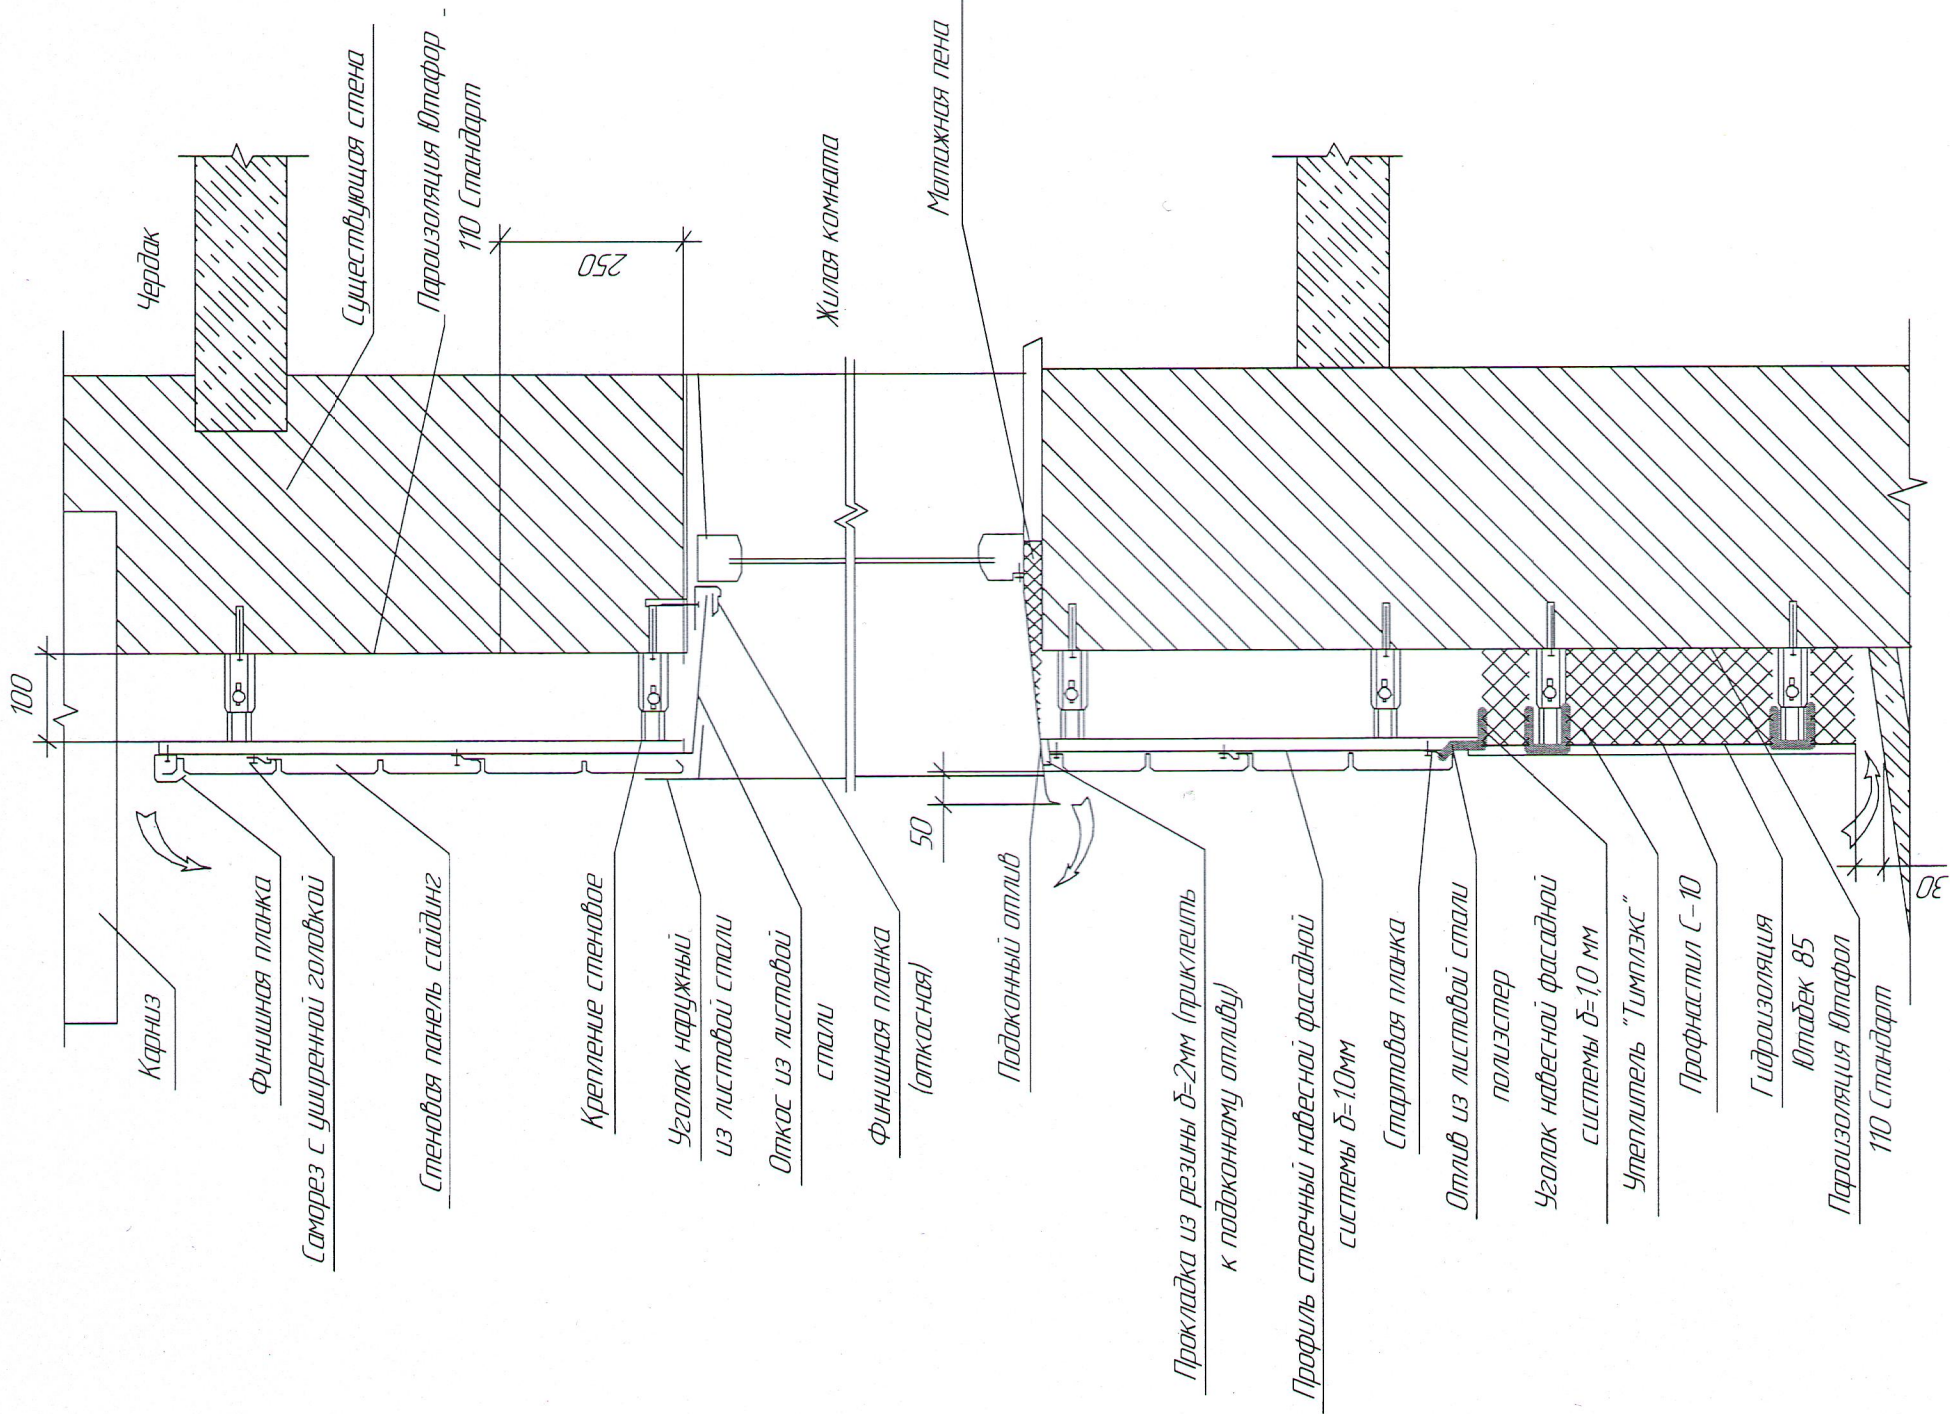 Чердак
Существующая стена
Пароизоляция Ютафор
110 Стандарт
250
Жилая комната
Мотажная пена
100
Карниз
Финишная планка
Саморез с уширенной головкой
Стеновая панель сайдинг
Крепление стеновое
Уголок наружный
из листовой стали
Откос из листовой
стали
Финишная планка
(откосная)
50
Подоконный отлив
Прокладка из резины δ=2мм (приклеить
к подоконному отливу)
Профиль стоечный навесной фасадной
системы δ=1.0мм
Стартовая планка
Отлив из листовой стали
полиэстер
Уголок навесной фасадной
системы δ=1,0 мм
Утеплитель "Тимплэкс"
Профнастил С-10
Гидроизоляция
Ютабек 85
Пароизоляция Ютафол
110 Стандарт
30